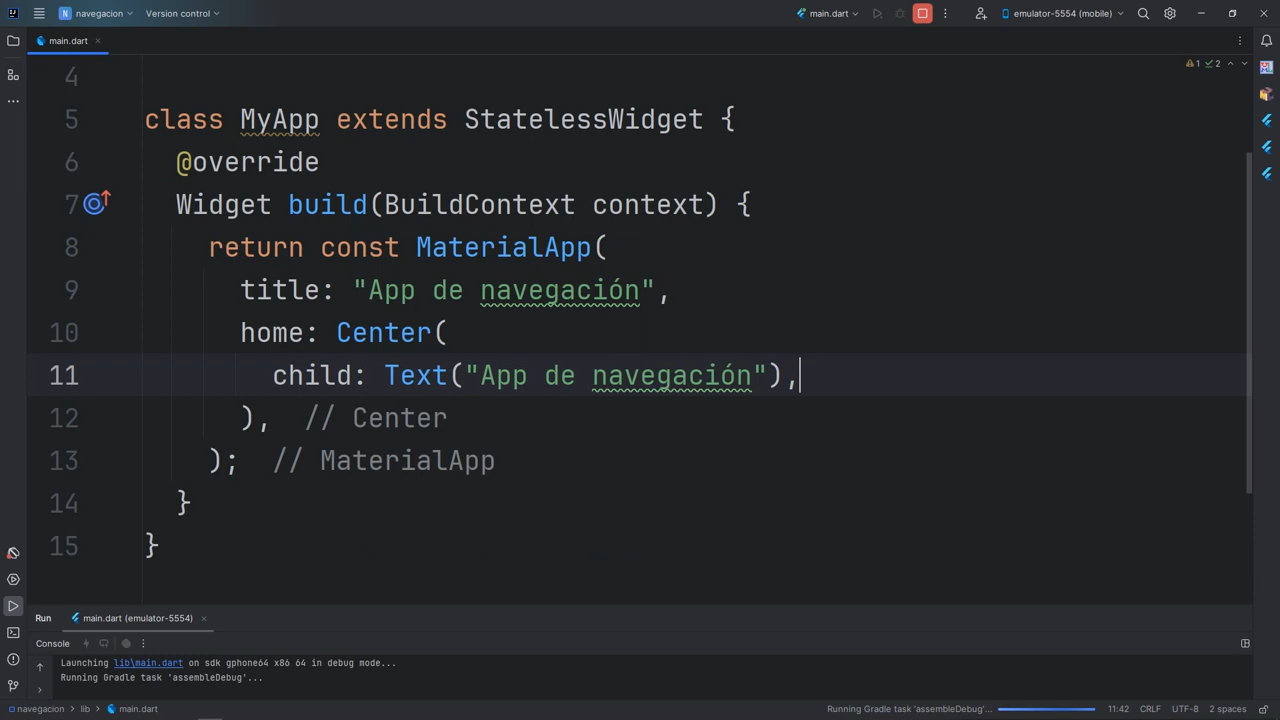 navegacion
Version control
main.dart
emulator-5554 (mobile)
main.dart
1
2
4
5 class MyApp extends StatelessWidget {
6 @override
7 Widget build(BuildContext context) {
8 return const MaterialApp(
9 title: "App de navegación",
10 home: Center(
11 child: Text("App de navegación"),
12 ), // Center
13 ); // MaterialApp
14 }
15 }
Run
main.dart (emulator-5554)
Console
Launching lib\main.dart on sdk gphone64 x86 64 in debug mode...
Running Gradle task 'assembleDebug'...
navegacion
lib
main.dart
Running Gradle task 'assembleDebug'...
11:42
CRLF
UTF-8
2 spaces